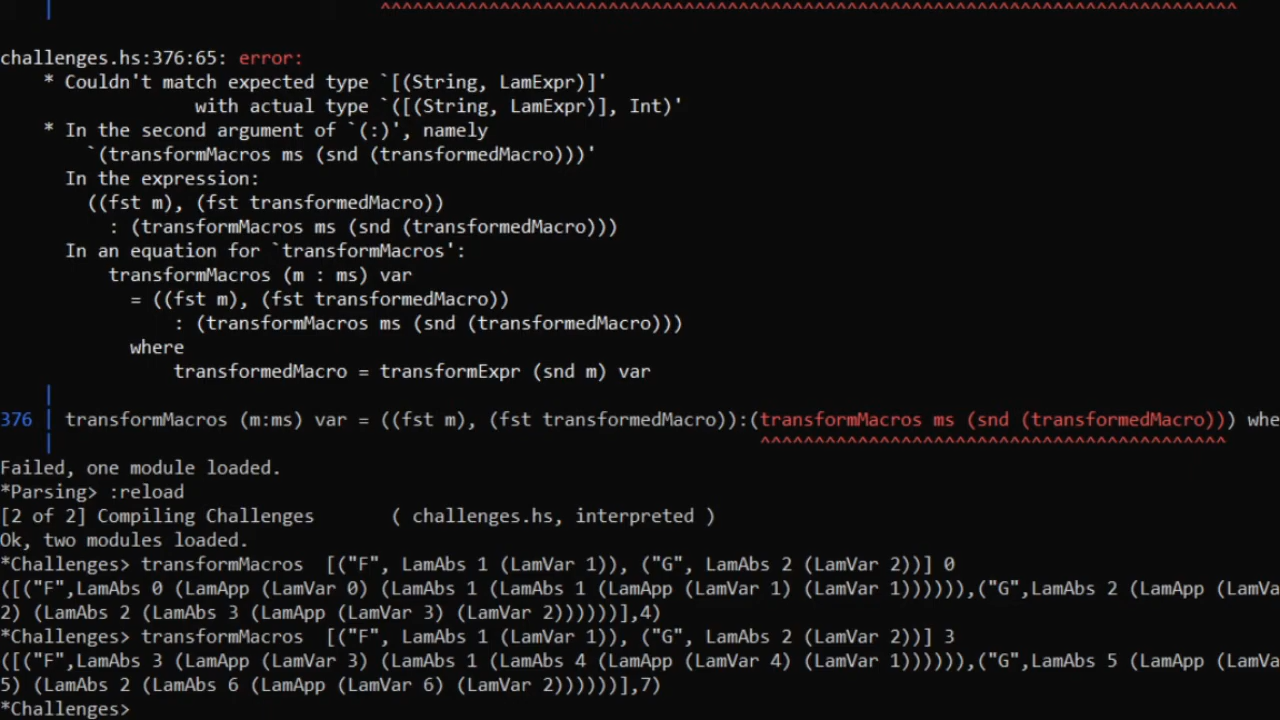 challenges.hs:376:65: error:
    * Couldn't match expected type `[(String, LamExpr)]'
                  with actual type `([(String, LamExpr)], Int)'
    * In the second argument of `(:)', namely
        `(transformMacros ms (snd (transformedMacro)))'
      In the expression:
        ((fst m), (fst transformedMacro))
          : (transformMacros ms (snd (transformedMacro)))
      In an equation for `transformMacros':
          transformMacros (m : ms) var
            = ((fst m), (fst transformedMacro))
                : (transformMacros ms (snd (transformedMacro)))
            where
                transformedMacro = transformExpr (snd m) var
    |
376 | transformMacros (m:ms) var = ((fst m), (fst transformedMacro)):(transformMacros ms (snd (transformedMacro))) whe
    |                                                                 ^^^^^^^^^^^^^^^^^^^^^^^^^^^^^^^^^^^^^^^^^^^
Failed, one module loaded.
*Parsing> :reload
[2 of 2] Compiling Challenges       ( challenges.hs, interpreted )
Ok, two modules loaded.
*Challenges> transformMacros  [("F", LamAbs 1 (LamVar 1)), ("G", LamAbs 2 (LamVar 2))] 0
([("F",LamAbs 0 (LamApp (LamVar 0) (LamAbs 1 (LamAbs 1 (LamApp (LamVar 1) (LamVar 1)))))),("G",LamAbs 2 (LamApp (LamVa
2) (LamAbs 2 (LamAbs 3 (LamApp (LamVar 3) (LamVar 2))))))],4)
*Challenges> transformMacros  [("F", LamAbs 1 (LamVar 1)), ("G", LamAbs 2 (LamVar 2))] 3
([("F",LamAbs 3 (LamApp (LamVar 3) (LamAbs 1 (LamAbs 4 (LamApp (LamVar 4) (LamVar 1)))))),("G",LamAbs 5 (LamApp (LamVa
5) (LamAbs 2 (LamAbs 6 (LamApp (LamVar 6) (LamVar 2))))))],7)
*Challenges>